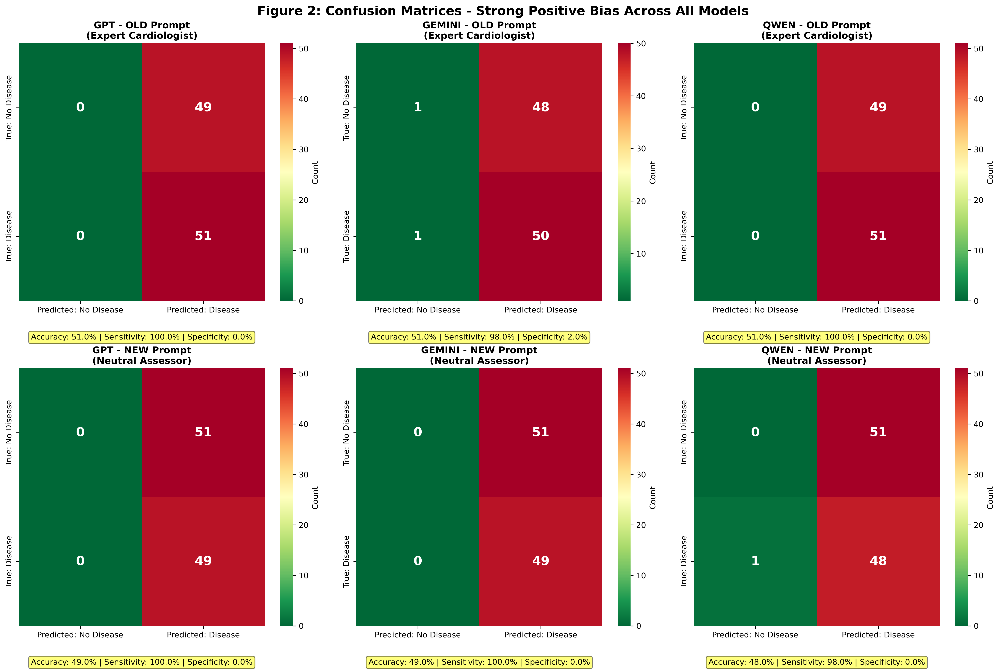 Figure 2: Confusion Matrices - Strong Positive Bias Across All Models
GPT - OLD Prompt
(Expert Cardiologist)
True: No Disease
True: Disease
0
49
0
51
Predicted: No Disease
Predicted: Disease
50
40
30
20
10
0
Count
Accuracy: 51.0% | Sensitivity: 100.0% | Specificity: 0.0%
GEMINI - OLD Prompt
(Expert Cardiologist)
True: No Disease
True: Disease
1
48
1
50
Predicted: No Disease
Predicted: Disease
50
40
30
20
10
Count
Accuracy: 51.0% | Sensitivity: 98.0% | Specificity: 2.0%
QWEN - OLD Prompt
(Expert Cardiologist)
True: No Disease
True: Disease
0
49
0
51
Predicted: No Disease
Predicted: Disease
50
40
30
20
10
0
Count
Accuracy: 51.0% | Sensitivity: 100.0% | Specificity: 0.0%
GPT - NEW Prompt
(Neutral Assessor)
True: No Disease
True: Disease
0
51
0
49
Predicted: No Disease
Predicted: Disease
50
40
30
20
10
0
Count
Accuracy: 49.0% | Sensitivity: 100.0% | Specificity: 0.0%
GEMINI - NEW Prompt
(Neutral Assessor)
True: No Disease
True: Disease
0
51
0
49
Predicted: No Disease
Predicted: Disease
50
40
30
20
10
0
Count
Accuracy: 49.0% | Sensitivity: 100.0% | Specificity: 0.0%
QWEN - NEW Prompt
(Neutral Assessor)
True: No Disease
True: Disease
0
51
1
48
Predicted: No Disease
Predicted: Disease
50
40
30
20
10
0
Count
Accuracy: 48.0% | Sensitivity: 98.0% | Specificity: 0.0%